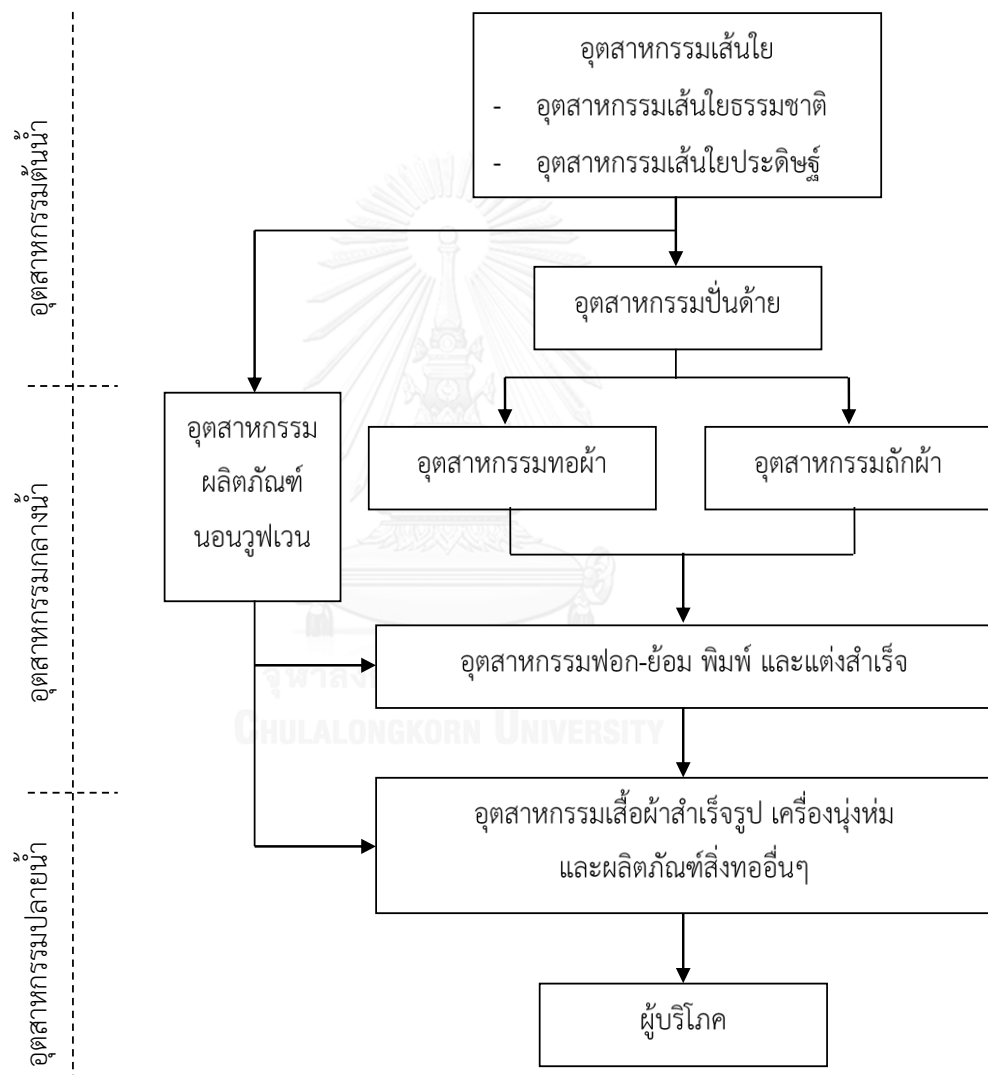 อุตสาหกรรมต้นน้ำ
อุตสาหกรรมเส้นใย
- อุตสาหกรรมเส้นใยธรรมชาติ
- อุตสาหกรรมเส้นใยประดิษฐ์
อุตสาหกรรมปั่นด้าย
อุตสาหกรรมกลางน้ำ
อุตสาหกรรม
ผลิตภัณฑ์
นอนวูฟเวน
อุตสาหกรรมทอผ้า
อุตสาหกรรมถักผ้า
อุตสาหกรรมฟอก-ย้อม พิมพ์ และแต่งสำเร็จ
CHULALONGKORN UNIVERSITY
อุตสาหกรรมปลายน้ำ
อุตสาหกรรมเสื้อผ้าสำเร็จรูป เครื่องนุ่งห่ม
และผลิตภัณฑ์สิ่งทออื่นๆ
ผู้บริโภค